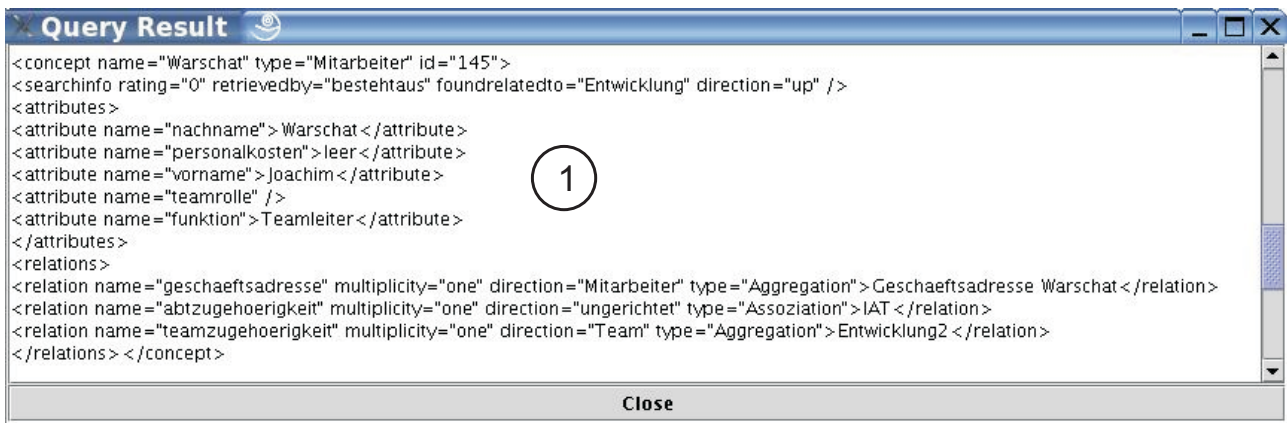 Query Result
<concept name="Warschat" type="Mitarbeiter" id="145">
<searchinfo rating="0" retrievedby="bestehtaus" foundrelatedto="Entwicklung" direction="up" />
<attributes>
<attribute name="nachname">Warschat</attribute>
<attribute name="personalkosten">leer</attribute>
<attribute name="vorname">Joachim</attribute>
<attribute name="teamrolle" />
<attribute name="funktion">Teamleiter</attribute>
</attributes>
<relations>
<relation name="geschaeftsadresse" multiplicity="one" direction="Mitarbeiter" type="Aggregation">Geschaeftsadresse Warschat</relation>
<relation name="abtzugehoerigkeit" multiplicity="one" direction="ungerichtet" type="Assoziation">IAT</relation>
<relation name="teamzugehoerigkeit" multiplicity="one" direction="Team" type="Aggregation">Entwicklung2</relation>
</relations></concept>
1
Close